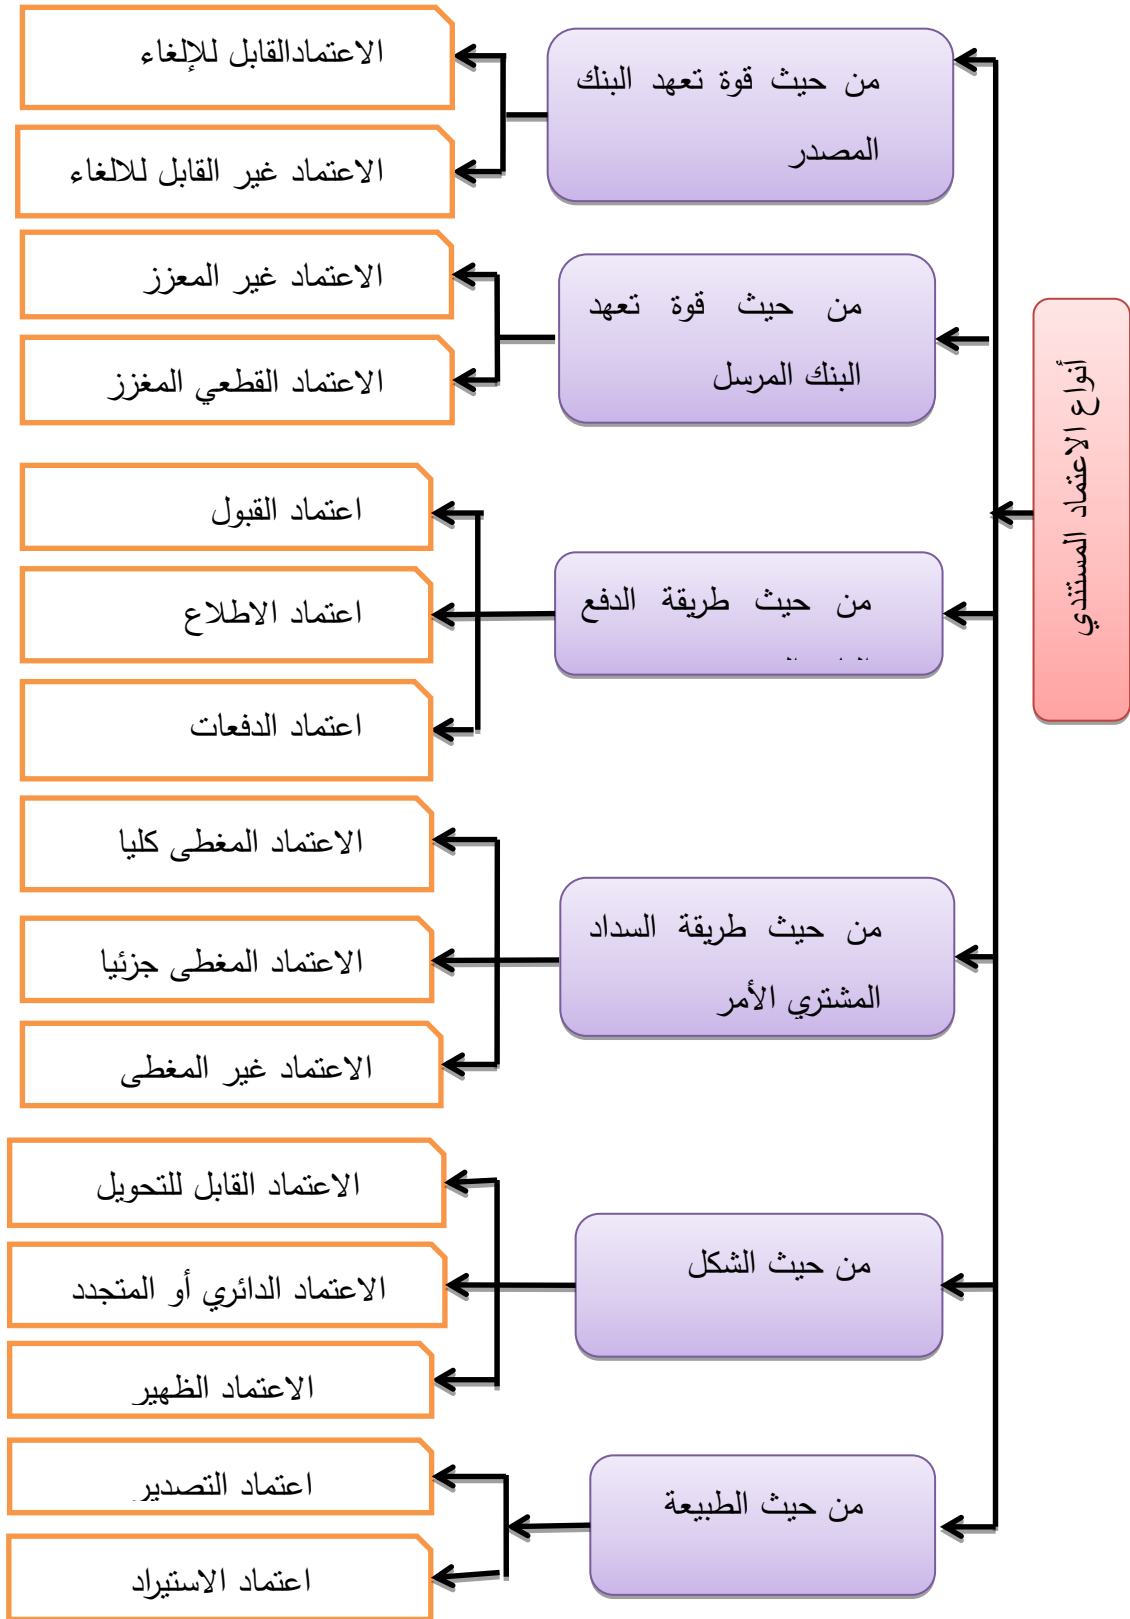 أنواع الاعتماد المستندي
من حيث قوة تعهد البنك
المصدر
الاعتمادالقابل للإلغاء
الاعتماد غير القابل للالغاء
من حيث قوة تعهد
البنك المرسل
الاعتماد غير المعزز
الاعتماد القطعي المغزز
من حيث طريقة الدفع
اعتماد القبول
اعتماد الاطلاع
اعتماد الدفعات
من حيث طريقة السداد
المشتري الأمر
الاعتماد المغطى كليا
الاعتماد المغطى جزئيا
الاعتماد غير المغطى
من حيث الشكل
الاعتماد القابل للتحويل
الاعتماد الدائري أو المتجدد
الاعتماد الظهير
من حيث الطبيعة
اعتماد التصدير
اعتماد الاستيراد